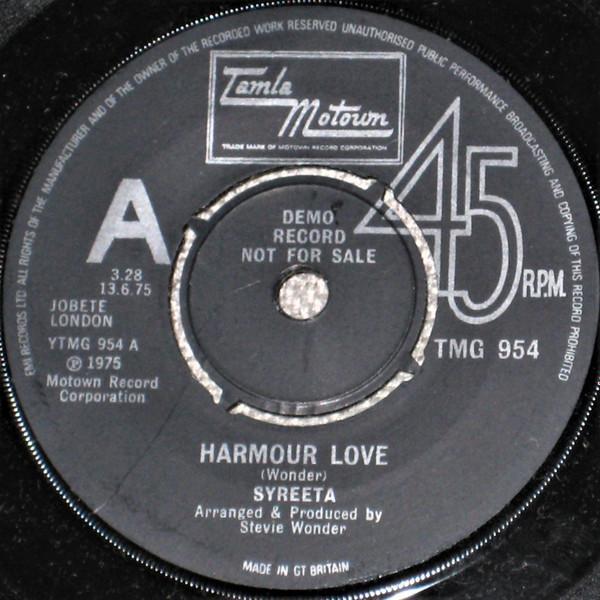 EMI RECORDS LTD. ALL RIGHTS OF THE MANUFACTURER AND OF THE OWNER OF THE RECORDED WORK RESERVED UNAUTHORISED PUBLIC PERFORMANCE BROADCASTING AND COPYING OF THIS RECORD PROHIBITED
Tamla
Motown
TRADE MARK OF MOTOWN RECORD CORPORATION
45
R.P.M.
A
DEMO
RECORD
NOT FOR SALE
3.28
13.6.75
JOBETE
LONDON
YTMG 954 A
℗ 1975
Motown Record
Corporation
TMG 954
HARMOUR LOVE
(Wonder)
SYREETA
Arranged & Produced by
Stevie Wonder
MADE IN GT BRITAIN